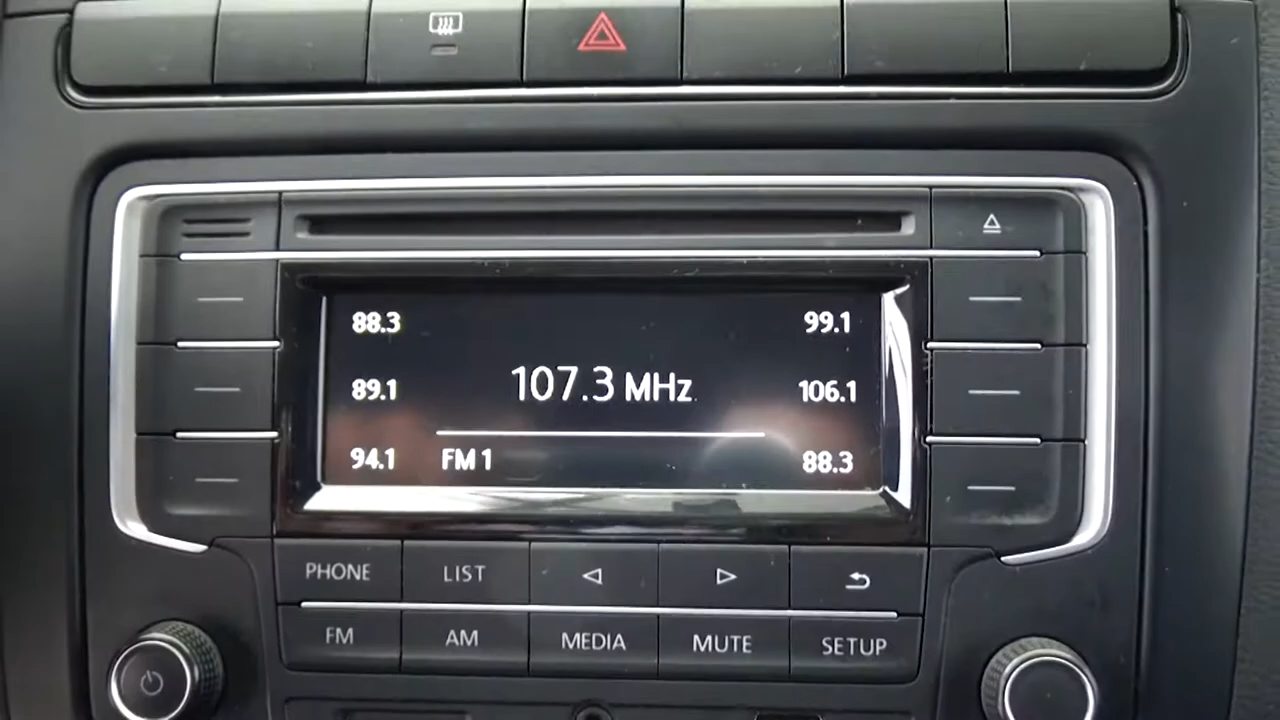 88.3 99.1
107.3 MHz
89.1 106.1
94.1 FM 1 88.3
PHONE LIST
FM AM MEDIA MUTE SETUP